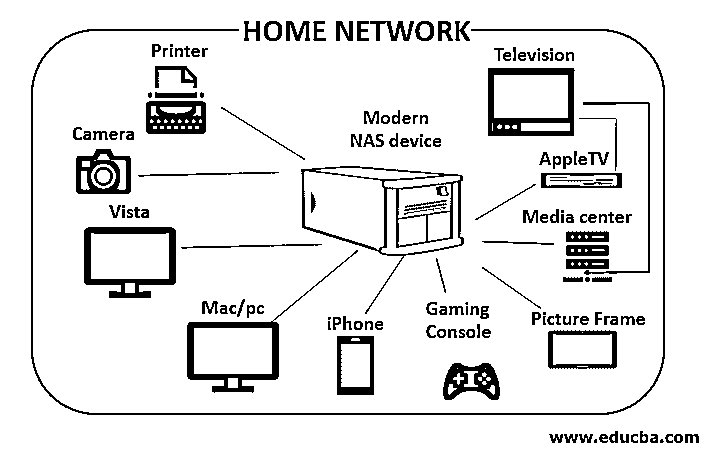 HOME NETWORK
Printer
Television
Modern
NAS device
Camera
AppleTV
Vista
Media center
Mac/pc
iPhone
Gaming
Console
Picture Frame
www.educba.com